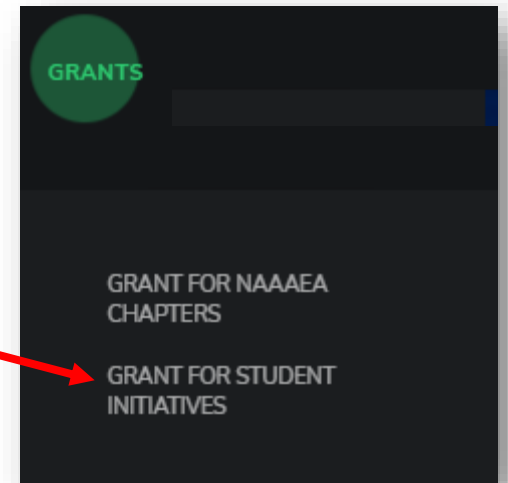 GRANTS
GRANT FOR NAAAEA
CHAPTERS
GRANT FOR STUDENT
INITIATIVES